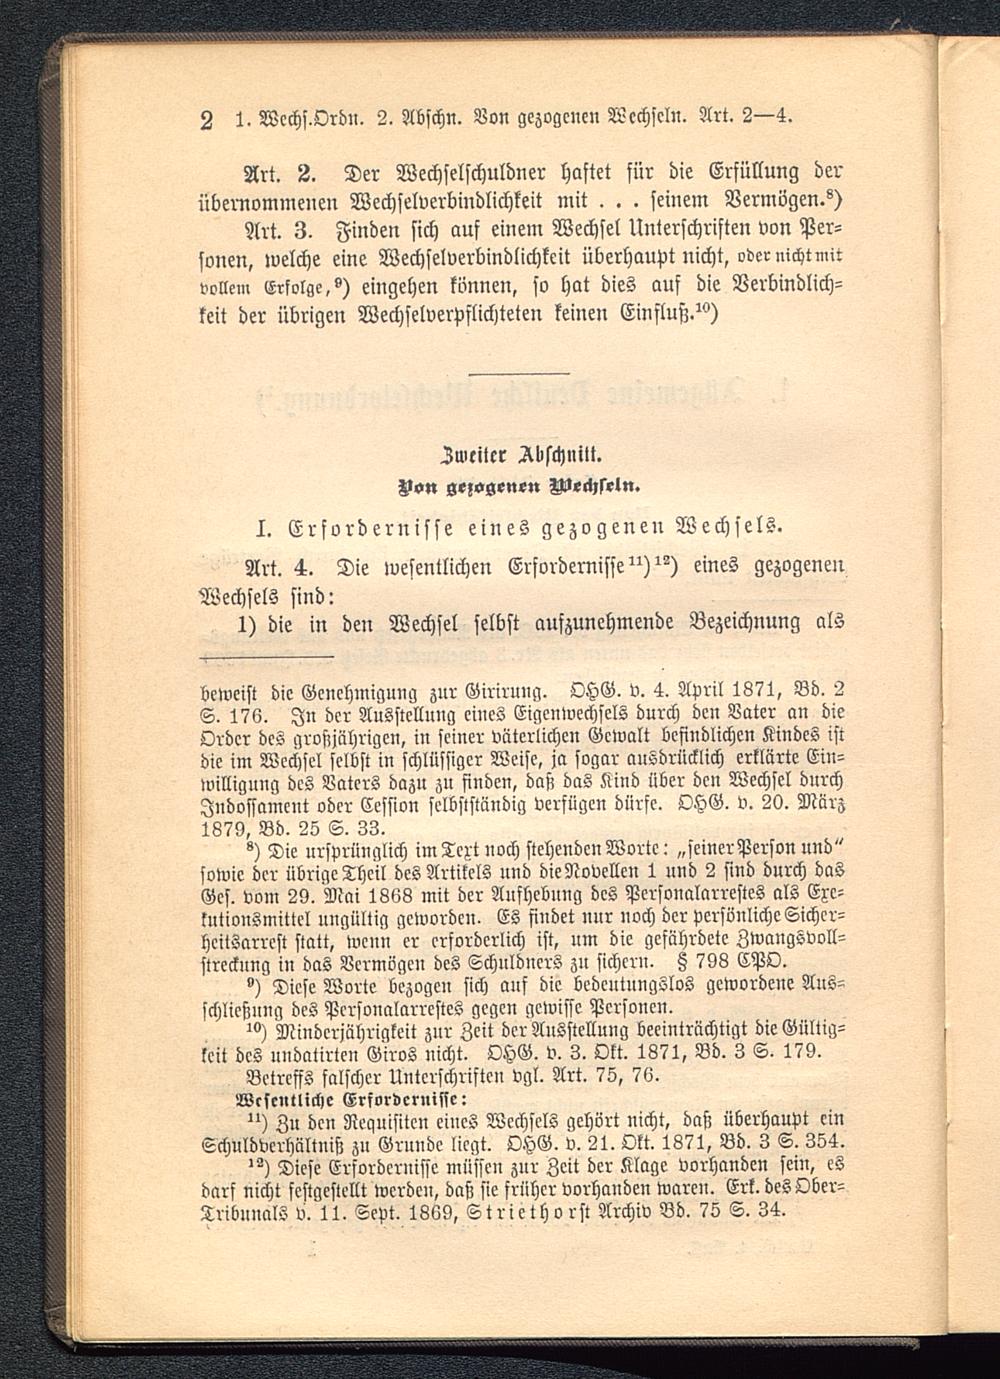 2 1. Wechs.Ordn. 2. Abschn. Von gezogenen Wechseln. Art. 2—4.
Art. 2. Der Wechselschuldner haftet für die Erfüllung der
übernommenen Wechselverbindlichkeit mit . . . seinem Vermögen.⁸)
Art. 3. Finden sich auf einem Wechsel Unterschriften von Per-
sonen, welche eine Wechselverbindlichkeit überhaupt nicht, oder nicht mit
vollem Erfolge,⁹) eingehen können, so hat dies auf die Verbindlich-
keit der übrigen Wechselverpflichteten keinen Einfluß.¹⁰)
Zweiter Abschnitt.
Von gezogenen Wechseln.
I. Erfordernisse eines gezogenen Wechsels.
Art. 4. Die wesentlichen Erfordernisse¹¹)¹²) eines gezogenen
Wechsels sind:
1) die in den Wechsel selbst aufzunehmende Bezeichnung als
beweist die Genehmigung zur Girirung. OHG. v. 4. April 1871, Bd. 2
S. 176. In der Ausstellung eines Eigenwechsels durch den Vater an die
Order des großjährigen, in seiner väterlichen Gewalt befindlichen Kindes ist
die im Wechsel selbst in schlüssiger Weise, ja sogar ausdrücklich erklärte Ein-
willigung des Vaters dazu zu finden, daß das Kind über den Wechsel durch
Indossament oder Cession selbstständig verfügen dürfe. OHG. v. 20. März
1879, Bd. 25 S. 33.
⁸) Die ursprünglich im Text noch stehenden Worte: „seiner Person und“
sowie der übrige Theil des Artikels und die Novellen 1 und 2 sind durch das
Ges. vom 29. Mai 1868 mit der Aufhebung des Personalarrestes als Exe-
kutionsmittel ungültig geworden. Es findet nur noch der persönliche Sicher-
heitsarrest statt, wenn er erforderlich ist, um die gefährdete Zwangsvoll-
streckung in das Vermögen des Schuldners zu sichern. § 798 CPO.
⁹) Diese Worte bezogen sich auf die bedeutungslos gewordene Aus-
schließung des Personalarrestes gegen gewisse Personen.
¹⁰) Minderjährigkeit zur Zeit der Ausstellung beeinträchtigt die Gültig-
keit des undatirten Giros nicht. OHG. v. 3. Okt. 1871, Bd. 3 S. 179.
Betreffs falscher Unterschriften vgl. Art. 75, 76.
Wesentliche Erfordernisse:
¹¹) Zu den Requisiten eines Wechsels gehört nicht, daß überhaupt ein
Schuldverhältniß zu Grunde liegt. OHG. v. 21. Okt. 1871, Bd. 3 S. 354.
¹²) Diese Erfordernisse müssen zur Zeit der Klage vorhanden sein, es
darf nicht festgestellt werden, daß sie früher vorhanden waren. Erk. des Ober-
Tribunals v. 11. Sept. 1869, Striethorst Archiv Bd. 75 S. 34.